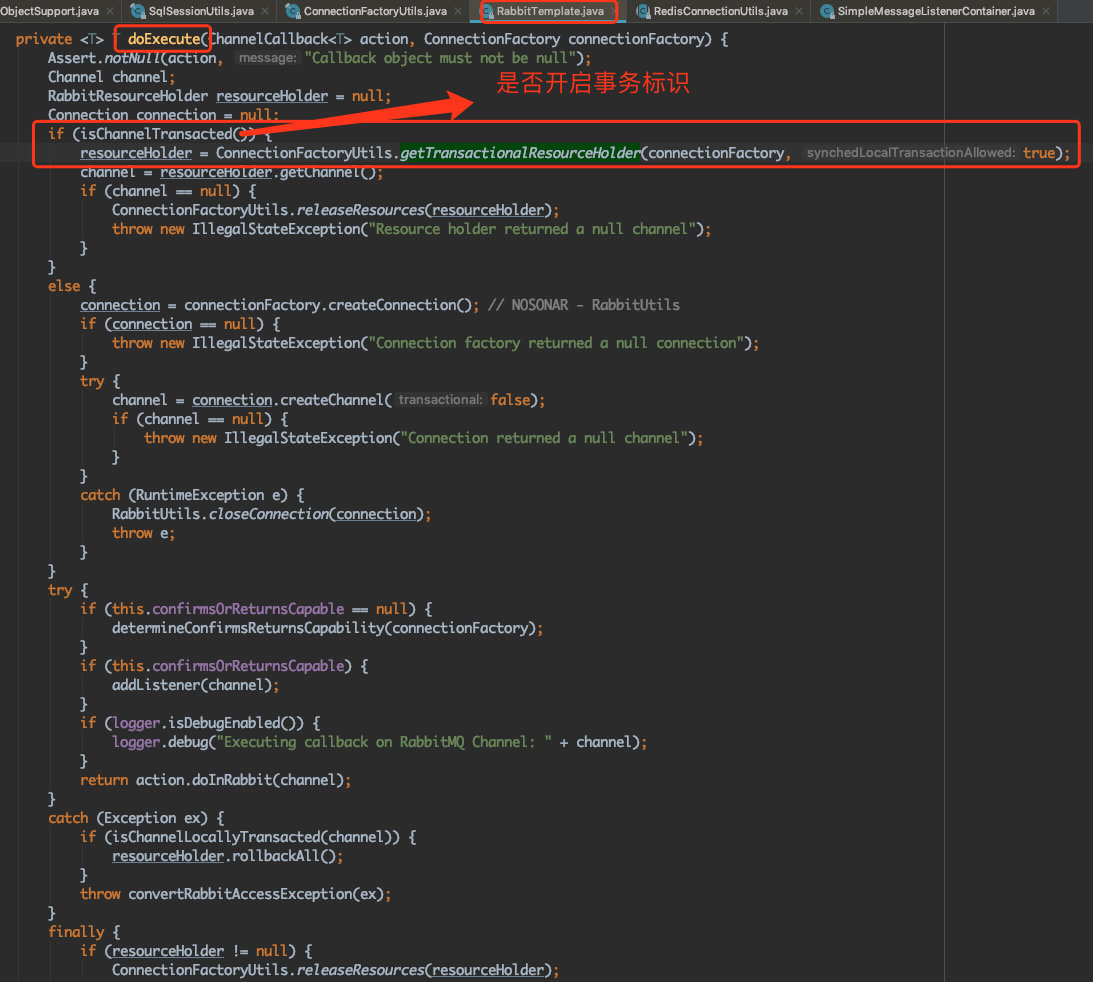 ObjectSupport.java × SqlSessionUtils.java × ConnectionFactoryUtils.java × RabbitTemplate.java RedisConnectionUtils.java × SimpleMessageListenerContainer.java ×
private <T> T doExecute(ChannelCallback<T> action, ConnectionFactory connectionFactory) {
Assert.notNull(action, message: "Callback object must not be null");
Channel channel;
是否开启事务标识
RabbitResourceHolder resourceHolder = null;
Connection connection = null;
if (isChannelTransacted()) {
resourceHolder = ConnectionFactoryUtils.getTransactionalResourceHolder(connectionFactory, synchedLocalTransactionAllowed: true);
channel = resourceHolder.getChannel();
if (channel == null) {
ConnectionFactoryUtils.releaseResources(resourceHolder);
throw new IllegalStateException("Resource holder returned a null channel");
}
}
else {
connection = connectionFactory.createConnection(); // NOSONAR - RabbitUtils
if (connection == null) {
throw new IllegalStateException("Connection factory returned a null connection");
}
try {
channel = connection.createChannel( transactional: false);
if (channel == null) {
throw new IllegalStateException("Connection returned a null channel");
}
}
catch (RuntimeException e) {
RabbitUtils.closeConnection(connection);
throw e;
}
}
try {
if (this.confirmsOrReturnsCapable == null) {
determineConfirmsReturnsCapability(connectionFactory);
}
if (this.confirmsOrReturnsCapable) {
addListener(channel);
}
if (logger.isDebugEnabled()) {
logger.debug("Executing callback on RabbitMQ Channel: " + channel);
}
return action.doInRabbit(channel);
}
catch (Exception ex) {
if (isChannelLocallyTransacted(channel)) {
resourceHolder.rollbackAll();
}
throw convertRabbitAccessException(ex);
}
finally {
if (resourceHolder != null) {
ConnectionFactoryUtils.releaseResources(resourceHolder);